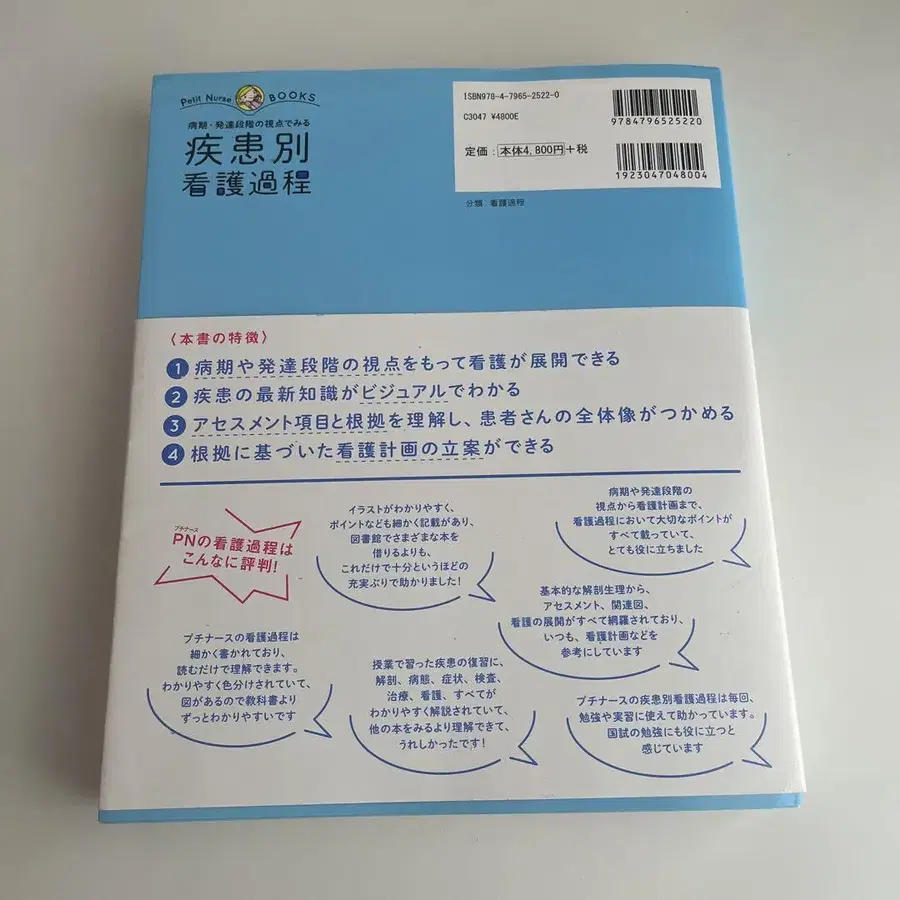 Petit Nurse BOOKS
病期・発達段階の視点でみる
疾患別
看護過程
ISBN978-4-7965-2522-0
C3047 ¥4800E
定価：本体4,800円＋税
9784796525220
1923047048004
分類：看護過程
〈本書の特徴〉
1 病期や発達段階の視点をもって看護が展開できる
2 疾患の最新知識がビジュアルでわかる
3 アセスメント項目と根拠を理解し、患者さんの全体像がつかめる
4 根拠に基づいた看護計画の立案ができる
プチナース
PNの看護過程は
こんなに評判！
イラストがわかりやすく、
ポイントなども細かく記載があり、
図書館でさまざまな本を
借りるよりも、
これだけで十分というほどの
充実ぶりで助かりました！
病期や発達段階の
視点から看護計画まで、
看護過程において大切なポイントが
すべて載っていて、
とても役に立ちました
基本的な解剖生理から、
アセスメント、関連図、
看護の展開がすべて網羅されており、
いつも、看護計画などを
参考にしています
プチナースの看護過程は
細かく書かれており、
読むだけで理解できます。
わかりやすく色分けされていて、
図があるので教科書より
ずっとわかりやすいです
授業で習った疾患の復習に、
解剖、病態、症状、検査、
治療、看護、すべてが
わかりやすく解説されていて、
他の本をみるより理解できて、
うれしかったです！
プチナースの疾患別看護過程は毎回、
勉強や実習に使えて助かっています。
国試の勉強にも役に立つと
感じています